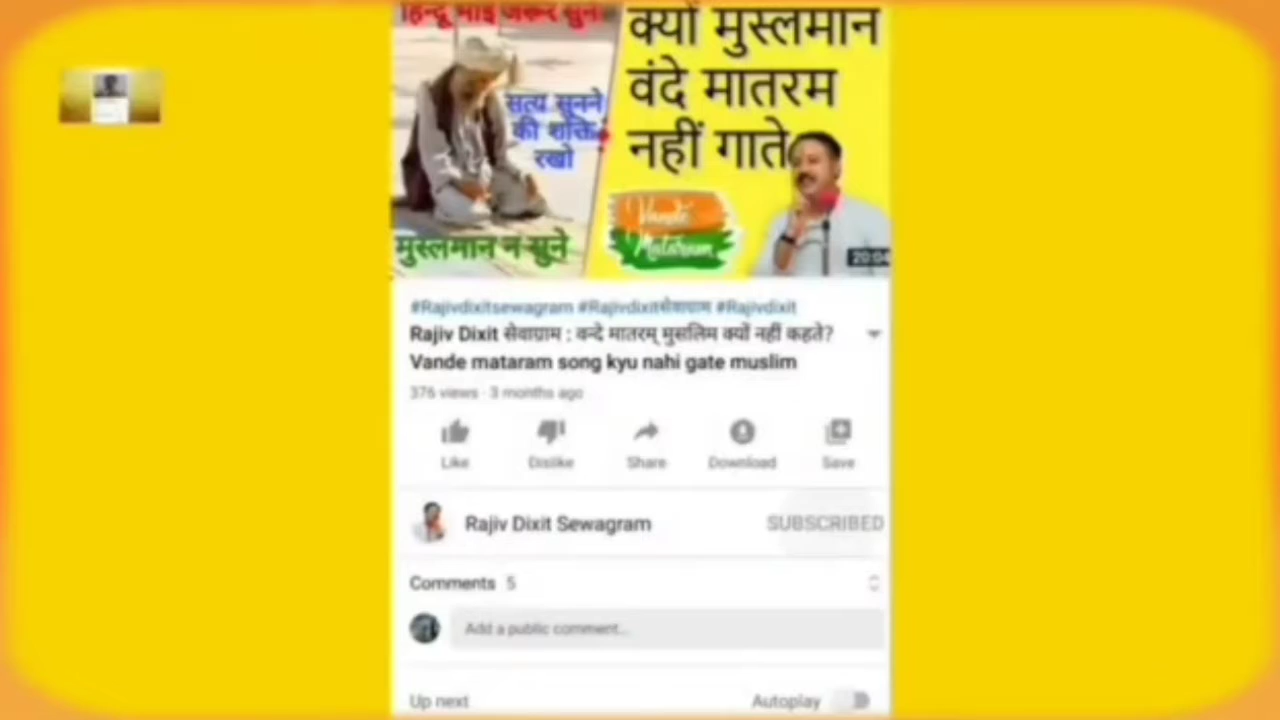 हिन्दू भाई जरूर सुने
क्यों मुस्लमान
वंदे मातरम
नहीं गाते
सत्य सुनने
की शक्ति
रखो
Vande
Mataram
मुस्लमान न सुने
20:04
#Rajivdixitsewagram #Rajivdixitसेवाग्राम #Rajivdixit
Rajiv Dixit सेवाग्राम : वन्दे मातरम् मुसलिम क्यों नहीं कहते?
Vande mataram song kyu nahi gate muslim
376 views · 3 months ago
Like Dislike Share Download Save
Rajiv Dixit Sewagram SUBSCRIBED
Comments 5
Add a public comment...
Up next Autoplay